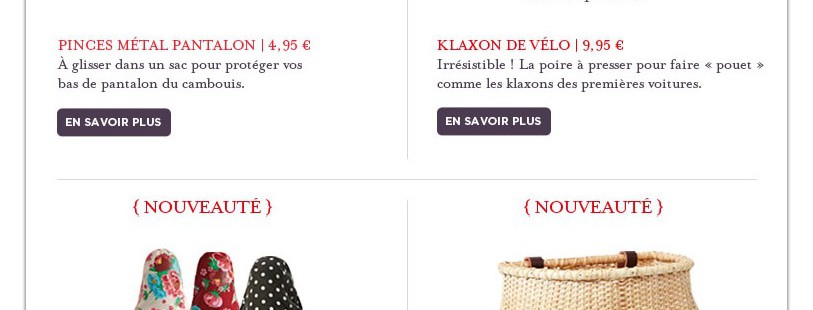 PINCES MÉTAL PANTALON | 4,95 €
À glisser dans un sac pour protéger vos
bas de pantalon du cambouis.
EN SAVOIR PLUS
KLAXON DE VÉLO | 9,95 €
Irrésistible ! La poire à presser pour faire « pouet »
comme les klaxons des premières voitures.
EN SAVOIR PLUS
{ NOUVEAUTÉ }
{ NOUVEAUTÉ }